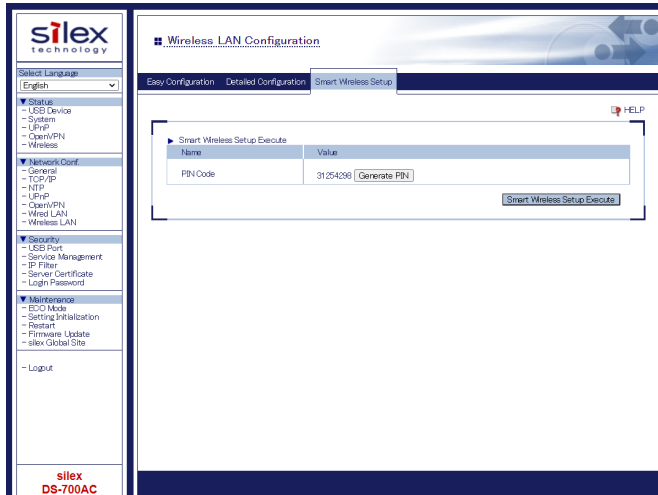 silex
technology
Select Language
English
▼ Status
- USB Device
- System
- UPnP
- OpenVPN
- Wireless
▼ Network Conf.
- General
- TCP/IP
- NTP
- UPnP
- OpenVPN
- Wired LAN
- Wireless LAN
▼ Security
- USB Port
- Service Management
- IP Filter
- Server Certificate
- Login Password
▼ Maintenance
- ECO Mode
- Setting Initialization
- Restart
- Firmware Update
- silex Global Site
- Logout
silex
DS-700AC
Wireless LAN Configuration
Easy Configuration Detailed Configuration Smart Wireless Setup
HELP
Smart Wireless Setup Execute
Name Value
PIN Code 31254298 Generate PIN
Smart Wireless Setup Execute